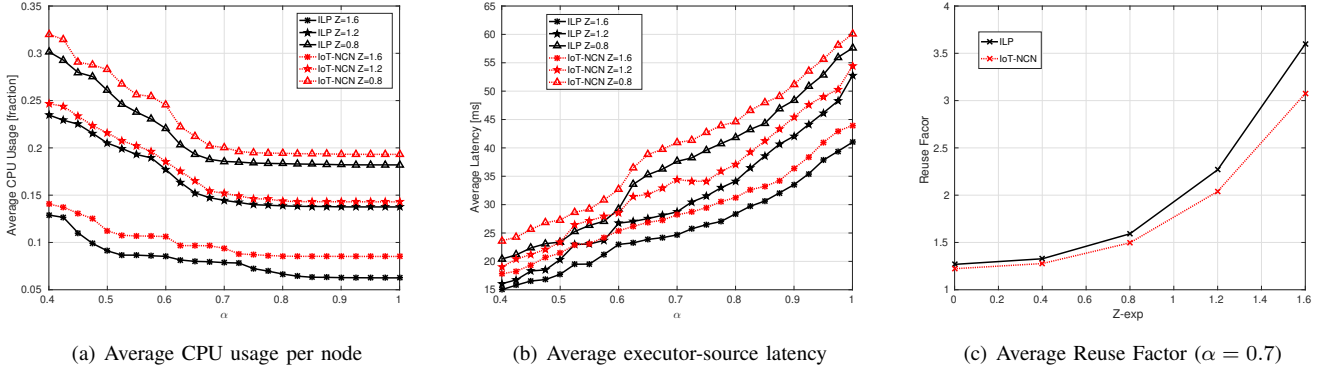 0.35
0.3
0.25
0.2
0.15
0.1
0.05
Average CPU Usage [fraction]
ILP Z=1.6
ILP Z=1.2
ILP Z=0.8
IoT-NCN Z=1.6
IoT-NCN Z=1.2
IoT-NCN Z=0.8
0.4 0.5 0.6 0.7 0.8 0.9 1
α
(a) Average CPU usage per node
65
60
55
50
45
40
35
30
25
20
15
Average Latency [ms]
ILP Z=1.6
ILP Z=1.2
ILP Z=0.8
IoT-NCN Z=1.6
IoT-NCN Z=1.2
IoT-NCN Z=0.8
0.4 0.5 0.6 0.7 0.8 0.9 1
α
(b) Average executor-source latency
4
3.5
3
2.5
2
1.5
1
Reuse Facor
ILP
IoT-NCN
0 0.4 0.8 1.2 1.6
Z-exp
(c) Average Reuse Factor (α = 0.7)